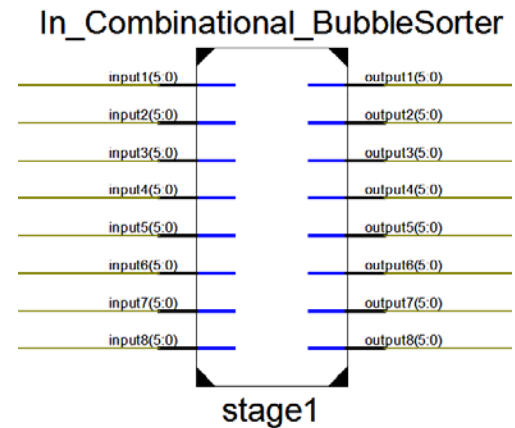 In_Combinational_BubbleSorter
input1(5:0) output1(5:0)
input2(5:0) output2(5:0)
input3(5:0) output3(5:0)
input4(5:0) output4(5:0)
input5(5:0) output5(5:0)
input6(5:0) output6(5:0)
input7(5:0) output7(5:0)
input8(5:0) output8(5:0)
stage1